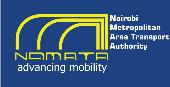 NAMATA
advancing mobility
Nairobi
Metropolitan
Area Transport
Authority